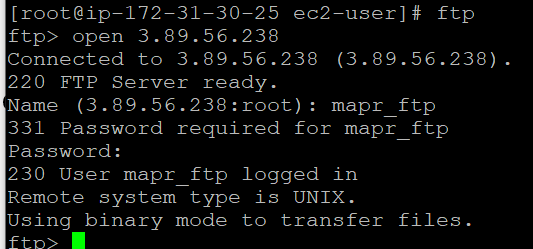 [root@ip-172-31-30-25 ec2-user]# ftp
ftp> open 3.89.56.238
Connected to 3.89.56.238 (3.89.56.238).
220 FTP Server ready.
Name (3.89.56.238:root): mapr_ftp
331 Password required for mapr_ftp
Password:
230 User mapr_ftp logged in
Remote system type is UNIX.
Using binary mode to transfer files.
ftp>